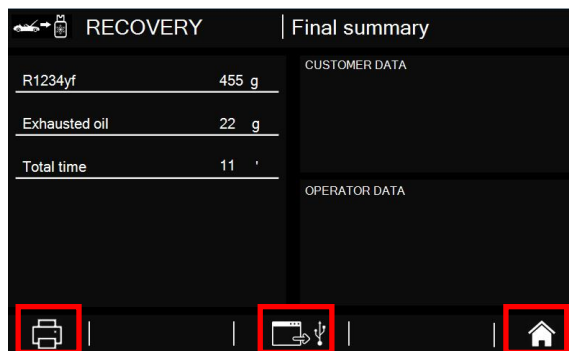 RECOVERY
Final summary
R1234yf 455 g
Exhausted oil 22 g
Total time 11 '
CUSTOMER DATA
OPERATOR DATA